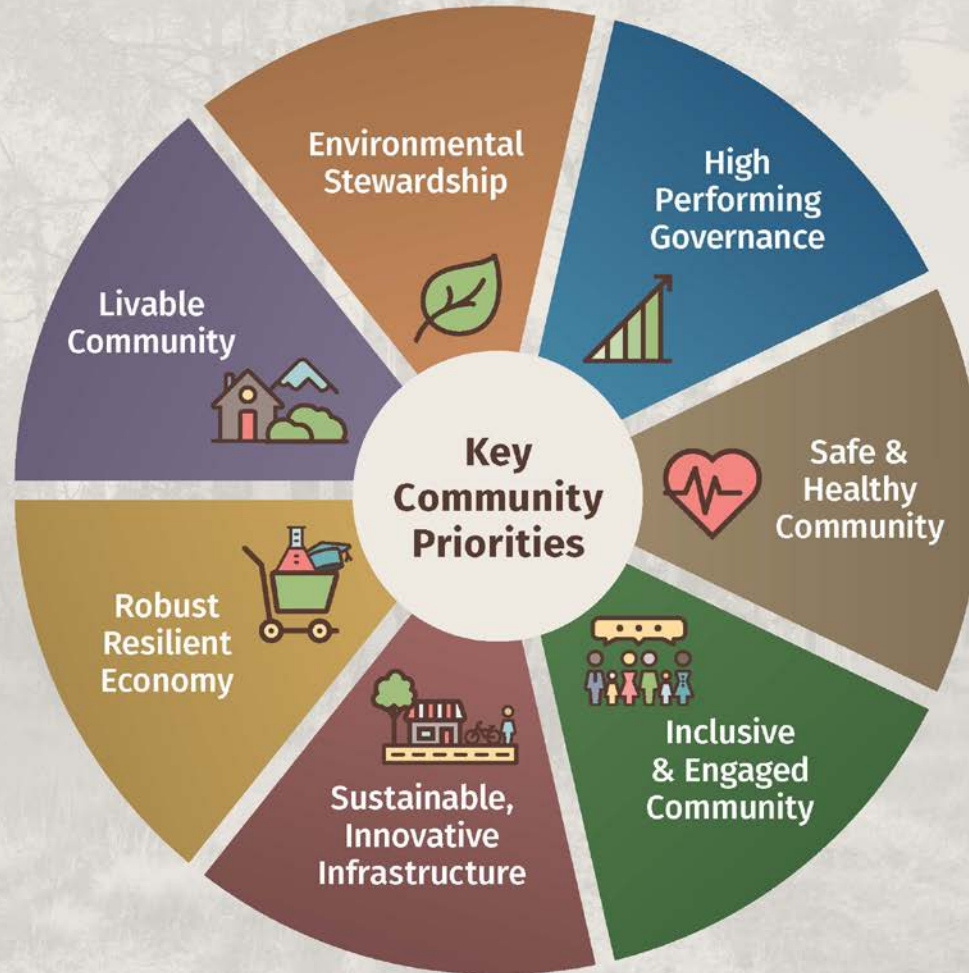 Environmental
Stewardship
High
Performing
Governance
Livable
Community
Key
Community
Priorities
Safe &
Healthy
Community
Robust
Resilient
Economy
Inclusive
& Engaged
Community
Sustainable,
Innovative
Infrastructure